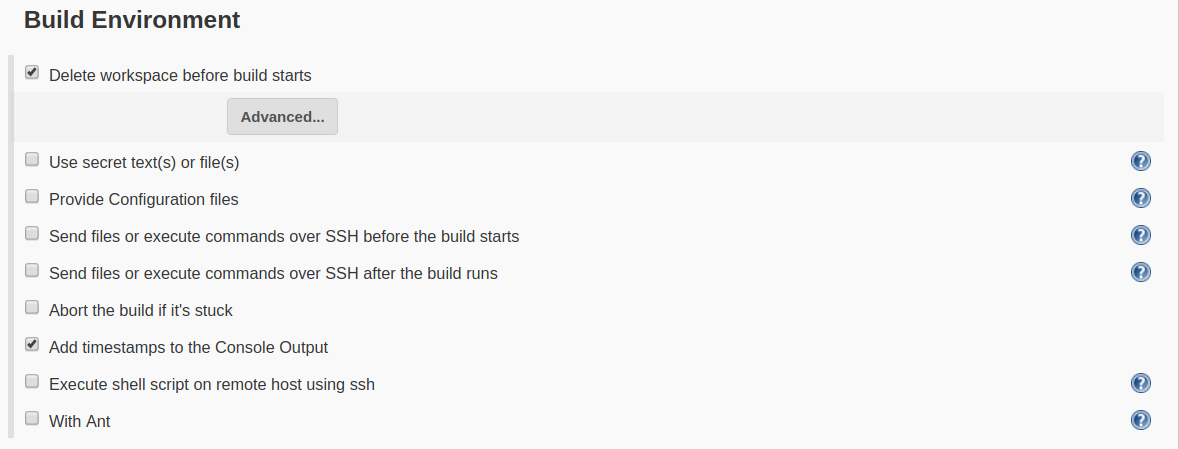 Build Environment
Delete workspace before build starts
Advanced...
Use secret text(s) or file(s)
Provide Configuration files
Send files or execute commands over SSH before the build starts
Send files or execute commands over SSH after the build runs
Abort the build if it's stuck
Add timestamps to the Console Output
Execute shell script on remote host using ssh
With Ant